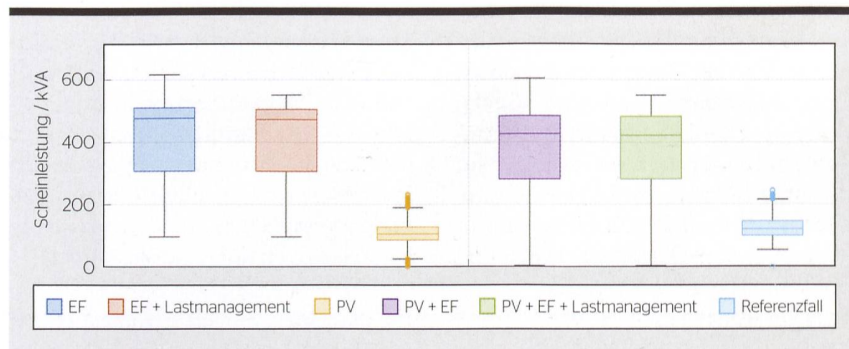 Scheinleistung / kVA
600
400
200
0
EF
EF + Lastmanagement
PV
PV + EF
PV + EF + Lastmanagement
Referenzfall